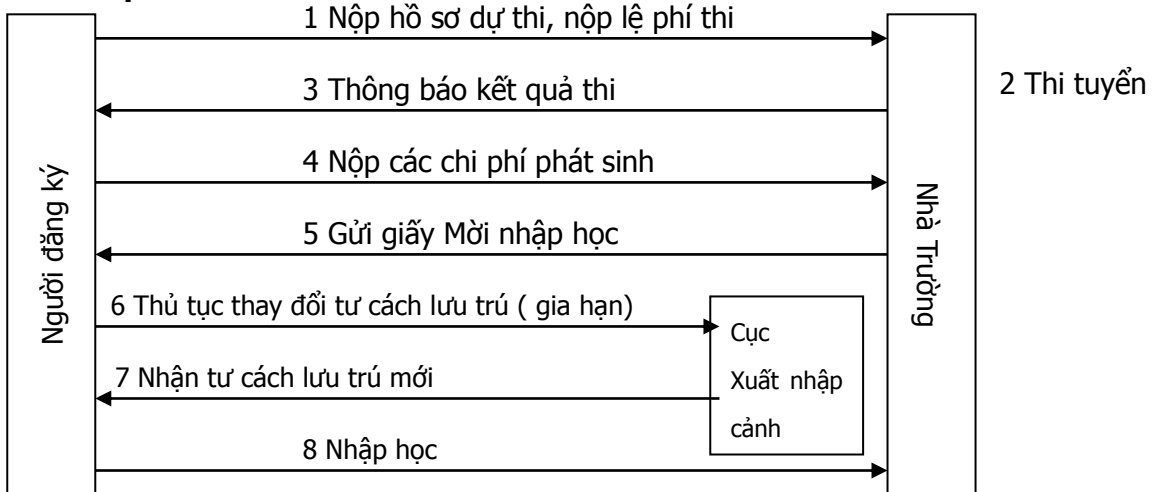 1 Nộp hồ sơ dự thi, nộp lệ phí thi
2 Thi tuyển
3 Thông báo kết quả thi
4 Nộp các chi phí phát sinh
5 Gửi giấy Mời nhập học
6 Thủ tục thay đổi tư cách lưu trú ( gia hạn)
7 Nhận tư cách lưu trú mới
8 Nhập học
Người đăng ký
Nhà Trường
Cục
Xuất nhập
cảnh